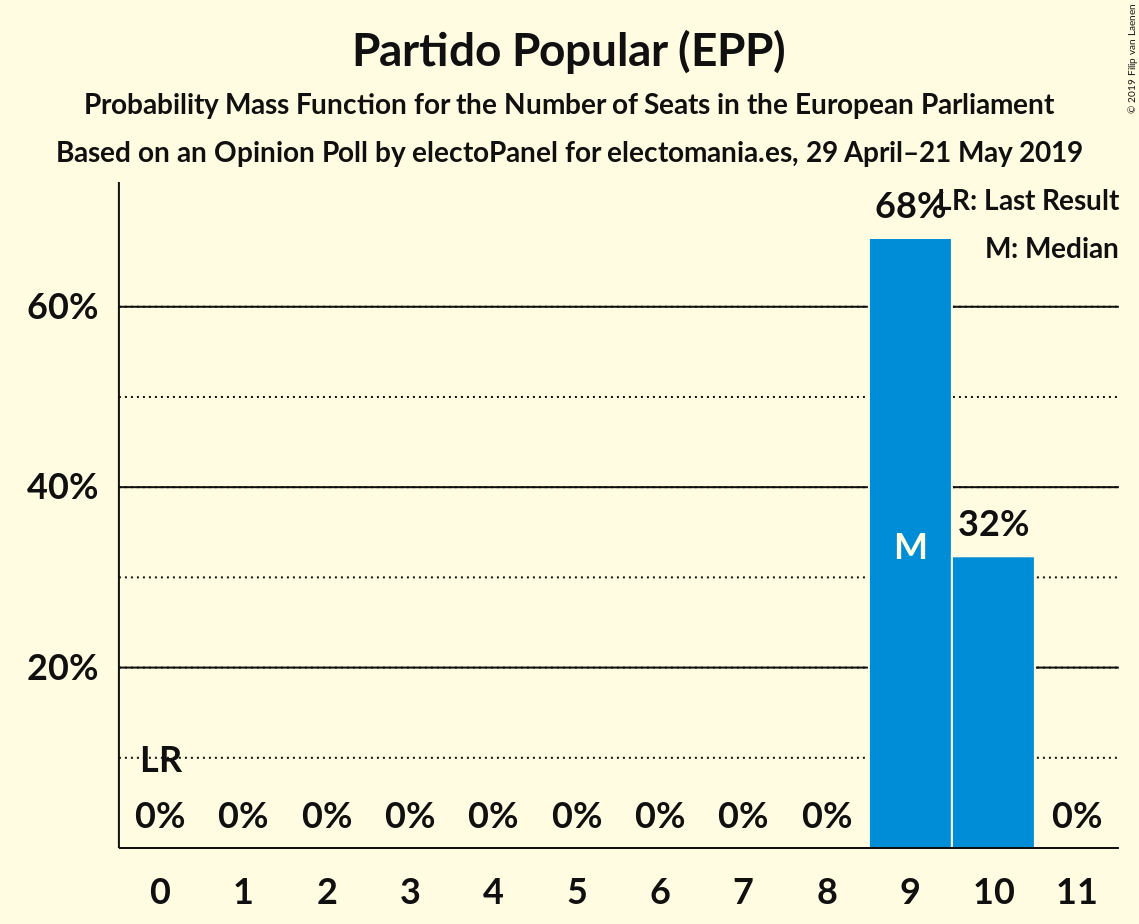 Partido Popular (EPP)
Probability Mass Function for the Number of Seats in the European Parliament
Based on an Opinion Poll by electoPanel for electomania.es, 29 April–21 May 2019
© 2019 Filip van Laenen
LR: Last Result
M: Median
68%
60%
40%
32%
M
20%
LR
0% 0% 0% 0% 0% 0% 0% 0% 0% 0%
0 1 2 3 4 5 6 7 8 9 10 11